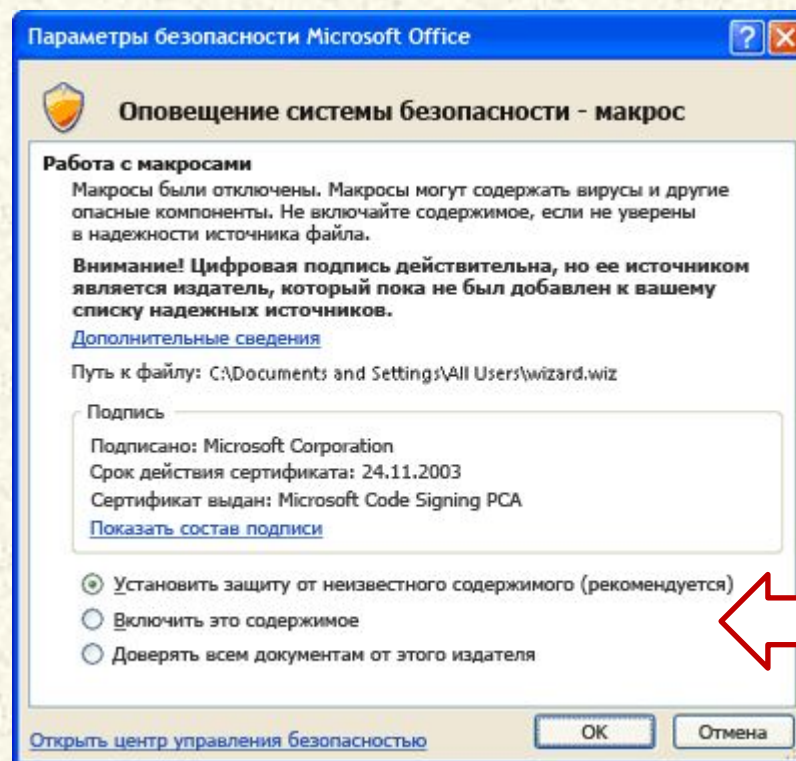 Параметры безопасности Microsoft Office
Оповещение системы безопасности - макрос
Работа с макросами
Макросы были отключены. Макросы могут содержать вирусы и другие
опасные компоненты. Не включайте содержимое, если не уверены
в надежности источника файла.
Внимание! Цифровая подпись действительна, но ее источником
является издатель, который пока не был добавлен к вашему
списку надежных источников.
Дополнительные сведения
Путь к файлу: C:\Documents and Settings\All Users\wizard.wiz
Подпись
Подписано: Microsoft Corporation
Срок действия сертификата: 24.11.2003
Сертификат выдан: Microsoft Code Signing PCA
Показать состав подписи
Установить защиту от неизвестного содержимого (рекомендуется)
Включить это содержимое
Доверять всем документам от этого издателя
Открыть центр управления безопасностью
ОК
Отмена